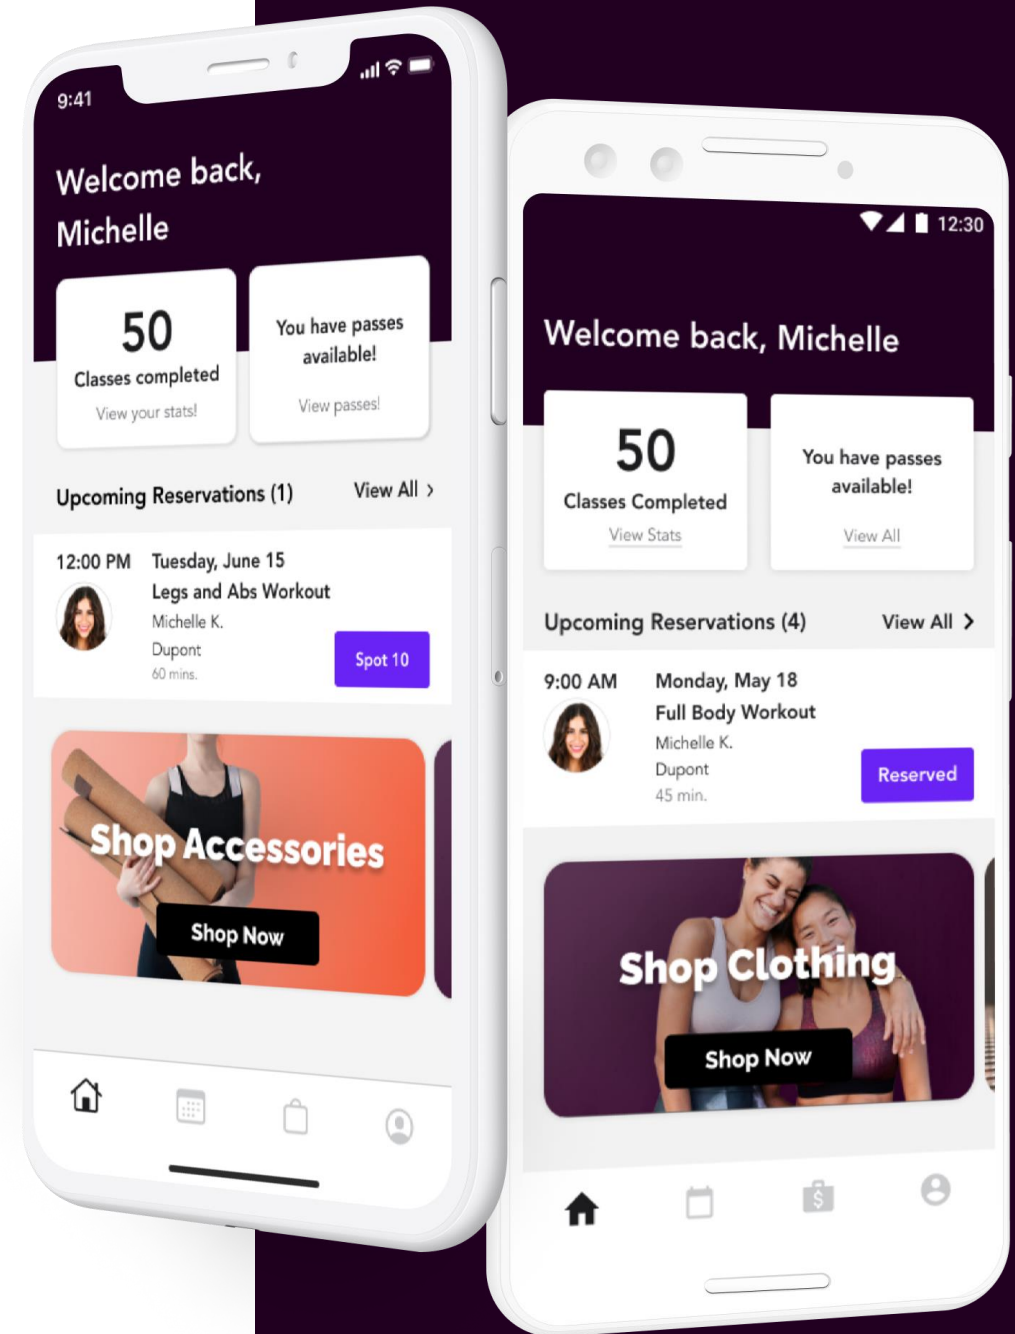 9:41
Welcome back,
Michelle
50
Classes completed
View your stats!
You have passes
available!
View passes!
Upcoming Reservations (1)
View All >
12:00 PM
Tuesday, June 15
Legs and Abs Workout
Michelle K.
Dupont
60 mins.
Spot 10
Shop Accessories
Shop Now
12:30
Welcome back, Michelle
50
Classes Completed
View Stats
You have passes
available!
View All
Upcoming Reservations (4)
View All >
9:00 AM
Monday, May 18
Full Body Workout
Michelle K.
Dupont
45 min.
Reserved
Shop Clothing
Shop Now
$